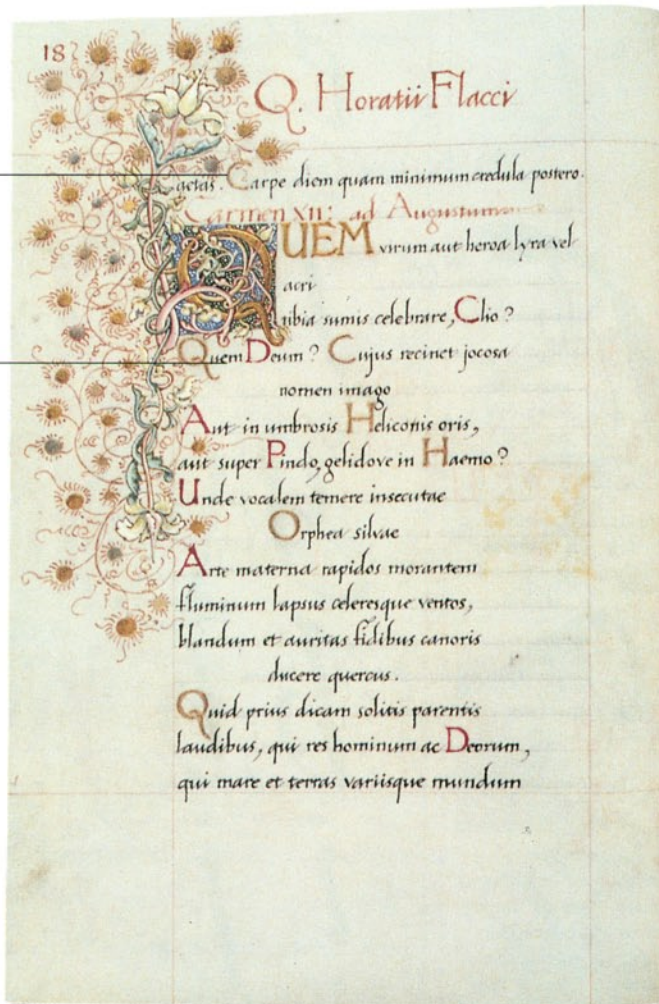 18
Q. Horatii Flacci
aetas. Carpe diem quam minimum credula postero.
Carmen XII: ad Augustum
QUEM virum aut heroa lyra vel
acri
tibia sumis celebrare, Clio?
Quem Deum? Cujus recinet jocosa
nomen imago
Aut in umbrosis Heliconis oris,
aut super Pindo, gelidove in Haemo?
Unde vocalem temere insecutae
Orphea silvae
Arte materna rapidos morantem
fluminum lapsus celeresque ventos,
blandum et auritas fidibus canoris
ducere quercus.
Quid prius dicam solitis parentis
laudibus, qui res hominum ac Deorum,
qui mare et terras variisque mundum